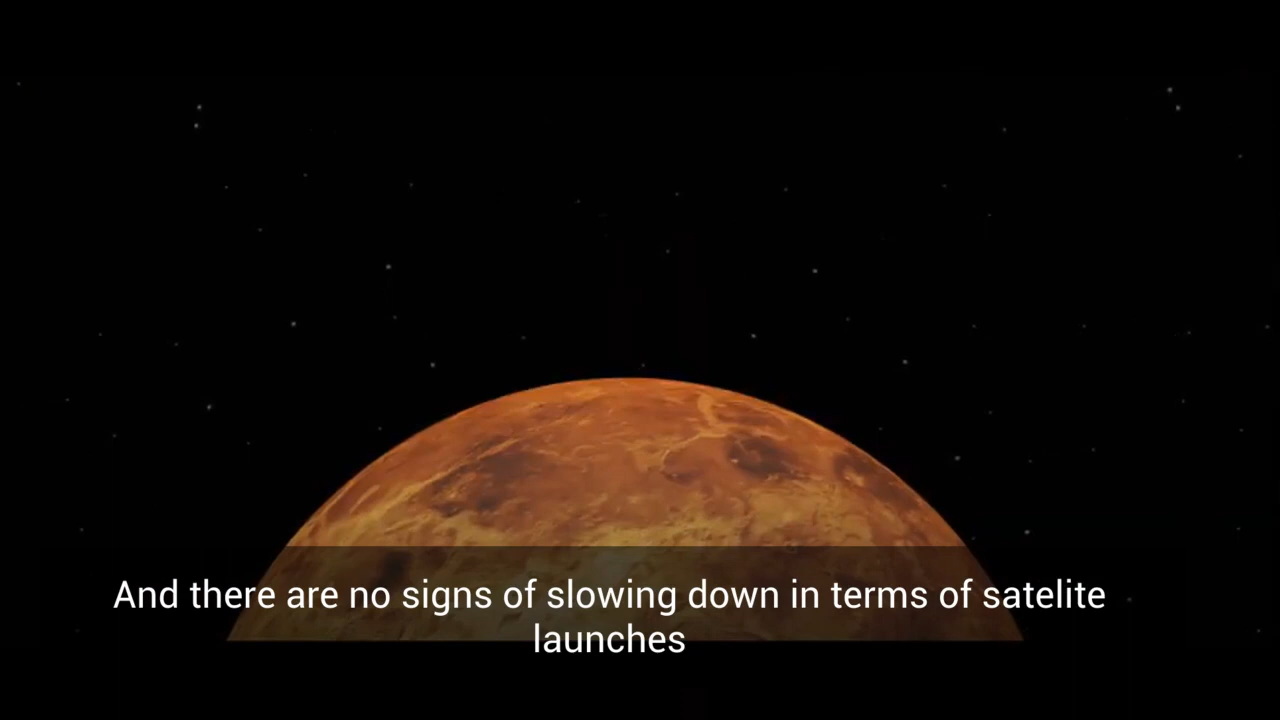 And there are no signs of slowing down in terms of satelite
launches